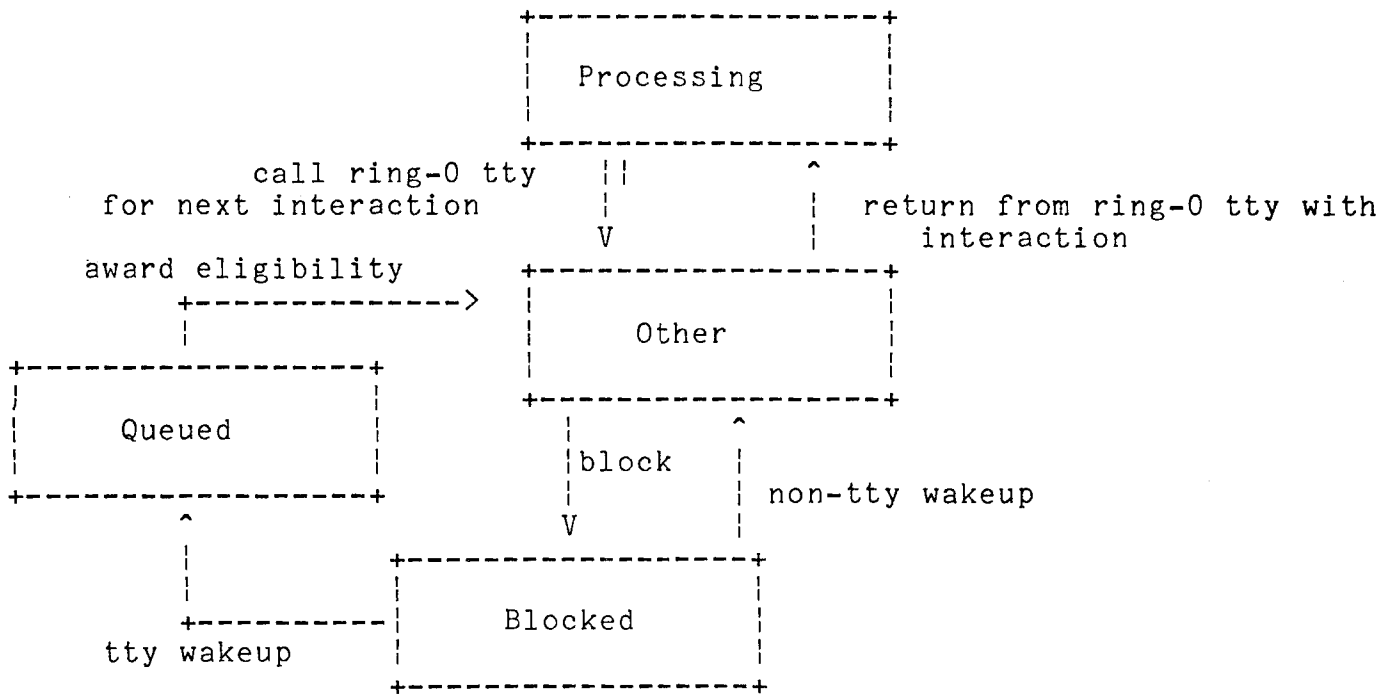 Processing
call ring-0 tty
for next interaction
return from ring-0 tty with
interaction
award eligibility
Other
Queued
block
non-tty wakeup
Blocked
tty wakeup